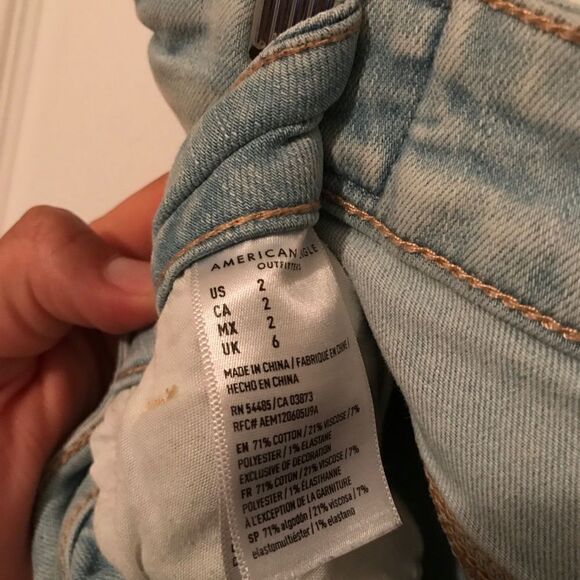 AMERICAN EAGLE
OUTFITTERS
US 2
CA 2
MX 2
UK 6
MADE IN CHINA / FABRIQUÉ EN CHINE /
HECHO EN CHINA
RN 54485/CA 03873
RFC# AEM120605U9A
EN 71% COTTON / 21% VISCOSE / 7%
POLYESTER / 1% ELASTANE
EXCLUSIVE OF DECORATION
FR 71% COTON / 21% VISCOSE / 7%
POLYESTER / 1% ÉLASTHANNE
À L'EXCEPTION DE LA GARNITURE
SP 71% algodón / 21% viscosa / 7%
elastomultiéster / 1% elastano